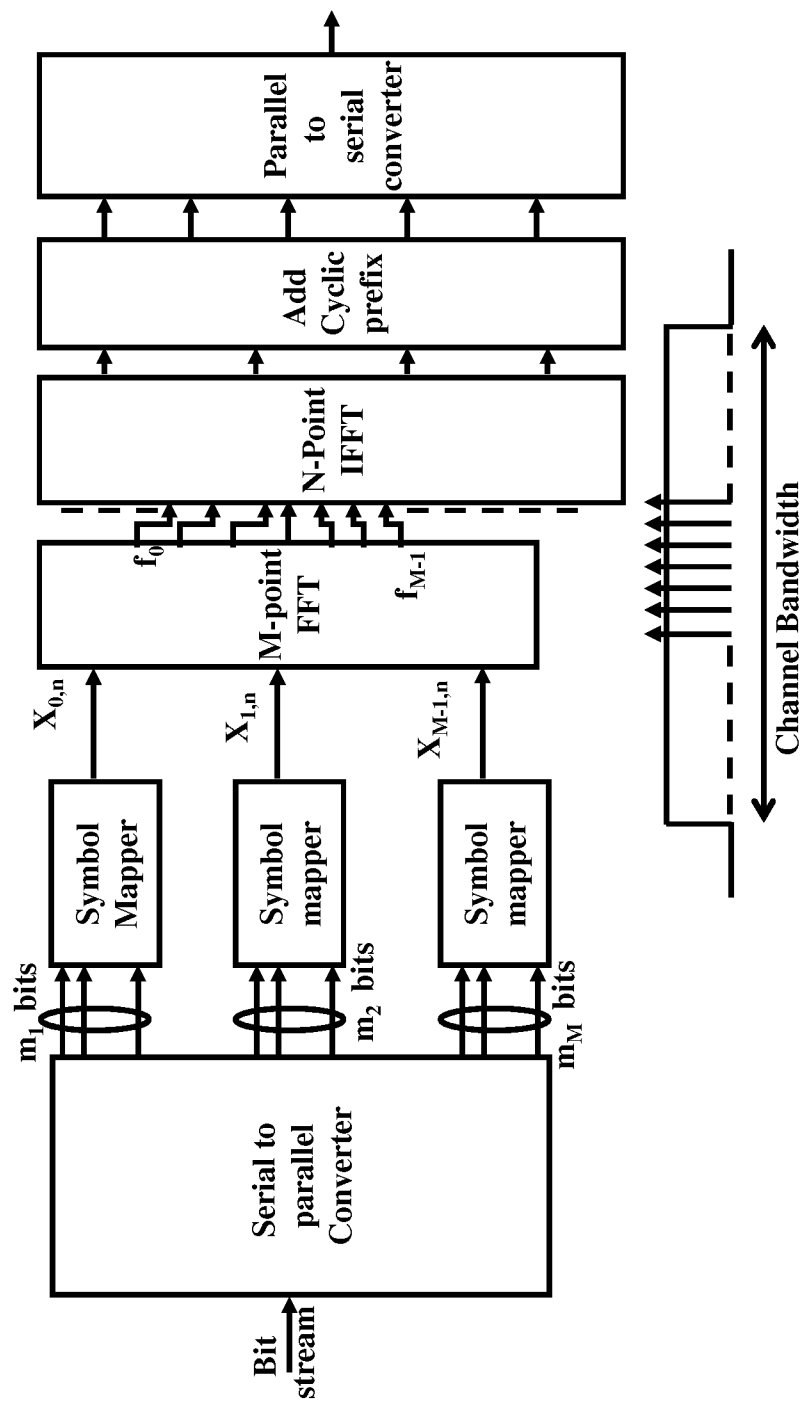 Bit
stream
Serial to
parallel
Converter
m1 bits
m2 bits
mM bits
Symbol
Mapper
Symbol
mapper
Symbol
mapper
X0,n
X1,n
XM-1,n
M-point
FFT
f0
fM-1
N-Point
IFFT
Add
Cyclic
prefix
Parallel
to
serial
converter
Channel Bandwidth